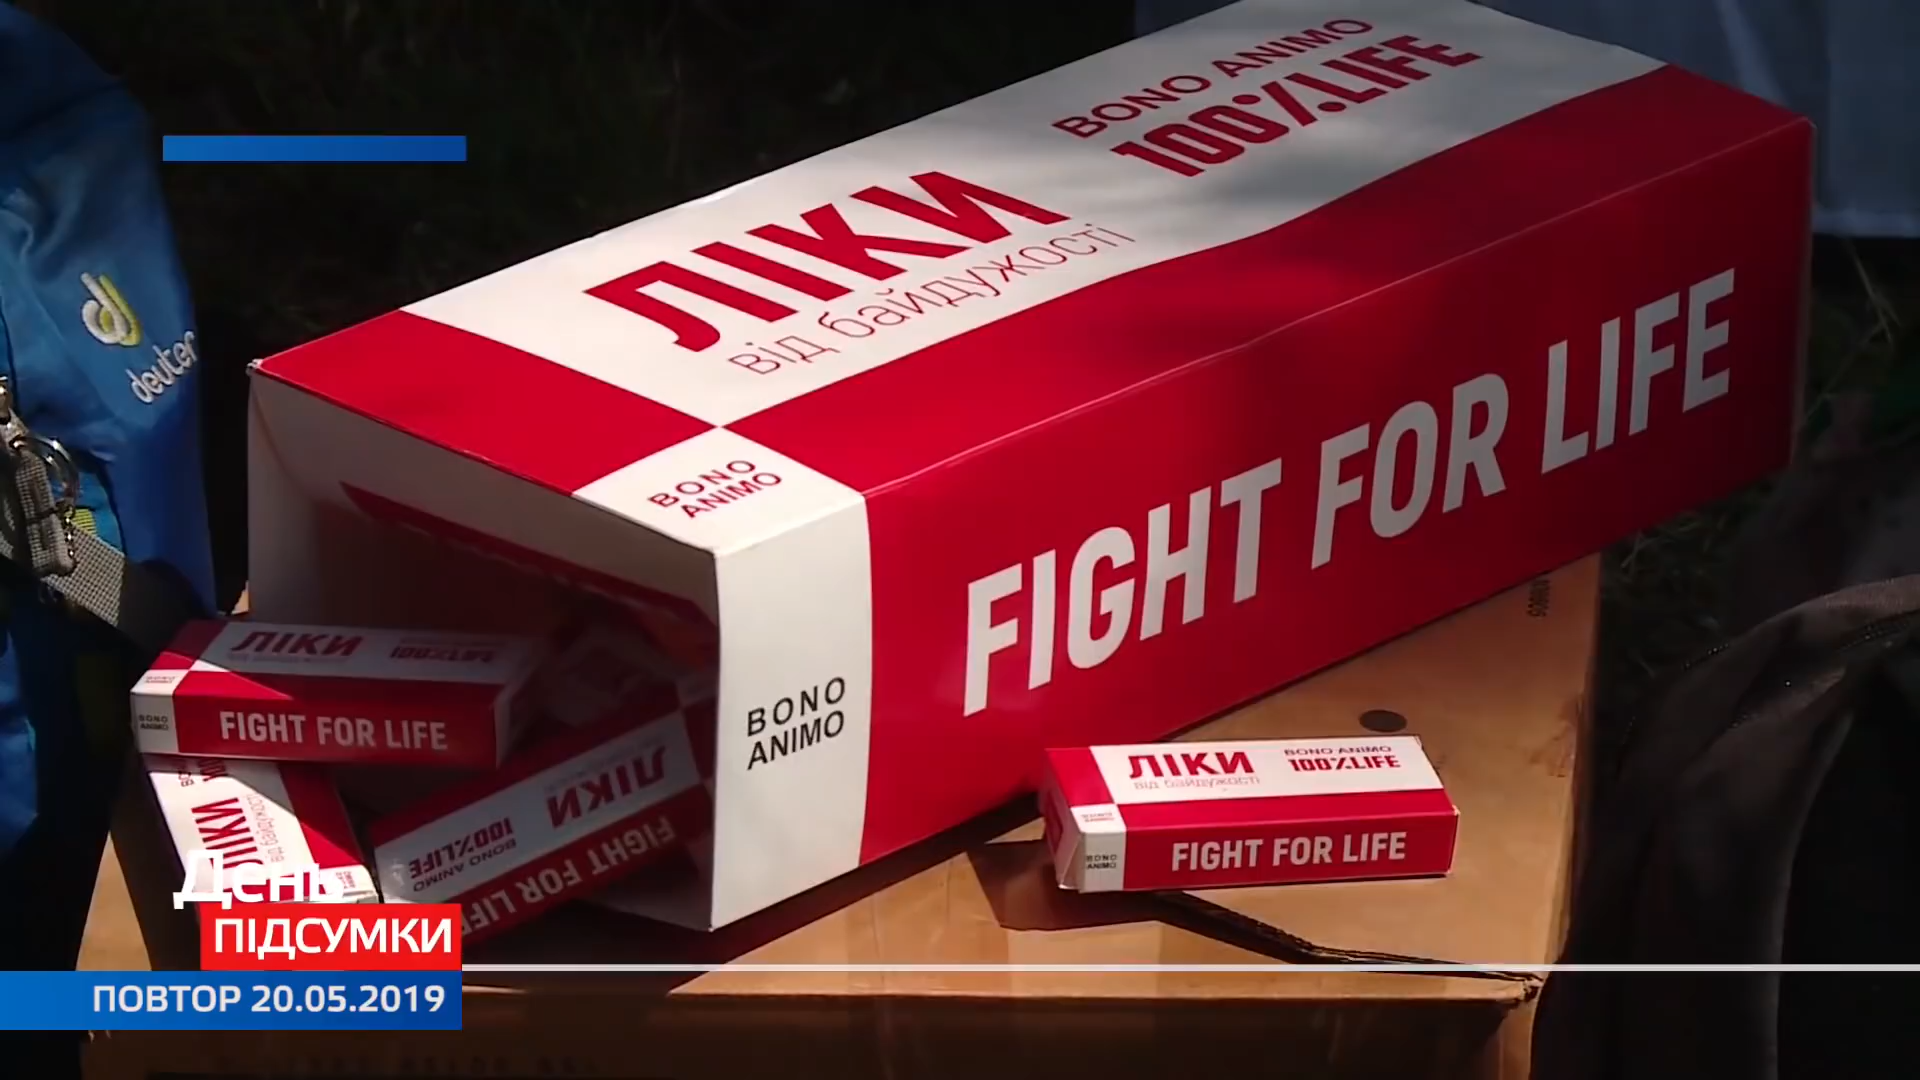 BONO ANIMO
100%LIFE
ЛІКИ
від байдужості
deuter
BONO
ANIMO
FIGHT FOR LIFE
BONO
ANIMO
ЛІКИ
BONO
ANIMO
FIGHT FOR LIFE
ЛІКИ
від байдужості
ЛІКИ
100%LIFE
BONO ANIMO
FIGHT FOR LIFE
ЛІКИ
від байдужості
BONO ANIMO
100%LIFE
BONO
ANIMO
FIGHT FOR LIFE
День
ПІДСУМКИ
ПОВТОР 20.05.2019